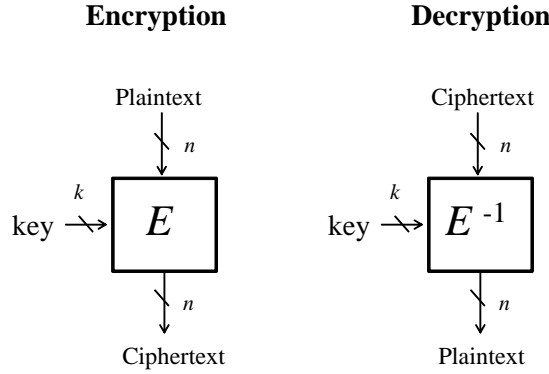 Encryption
Plaintext
n
k
key
E
n
Ciphertext
Decryption
Ciphertext
n
k
key
E -1
n
Plaintext